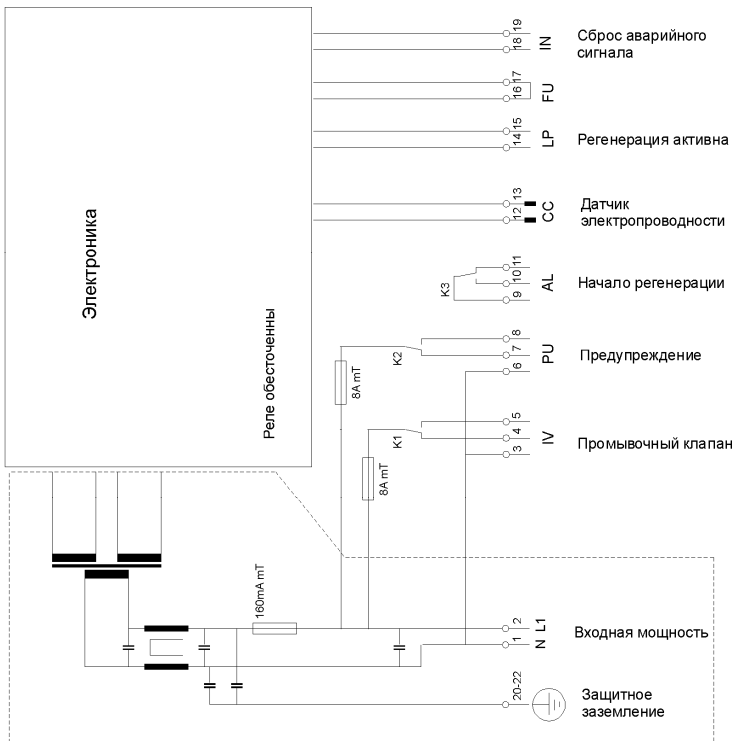 19
18
IN
Сброс аварийного
сигнала
17
16
FU
15
14
LP
Регенерация активна
13
12
CC
Датчик
электропроводности
Электроника
Реле обесточенны
11
10
9
AL
K3
Начало регенерации
8
7
6
PU
K2
Предупреждение
8A mT
5
4
3
IV
K1
Промывочный клапан
8A mT
160mA mT
2
L1
1
N
Входная мощность
20-22
Защитное
заземление